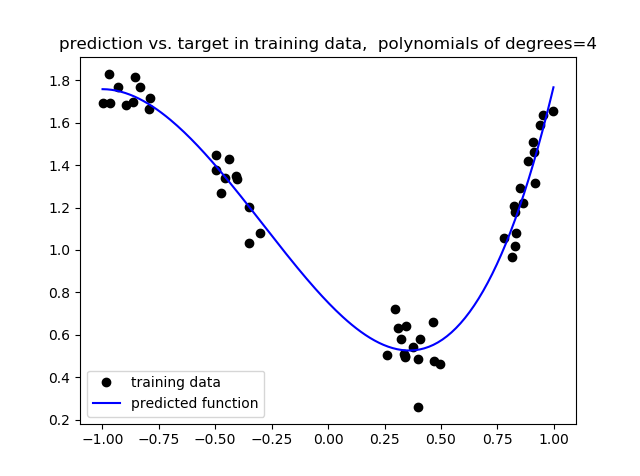 prediction vs. target in training data,  polynomials of degrees=4
1.8
1.6
1.4
1.2
1.0
0.8
0.6
0.4
0.2
training data
predicted function
−1.00 −0.75 −0.50 −0.25 0.00 0.25 0.50 0.75 1.00